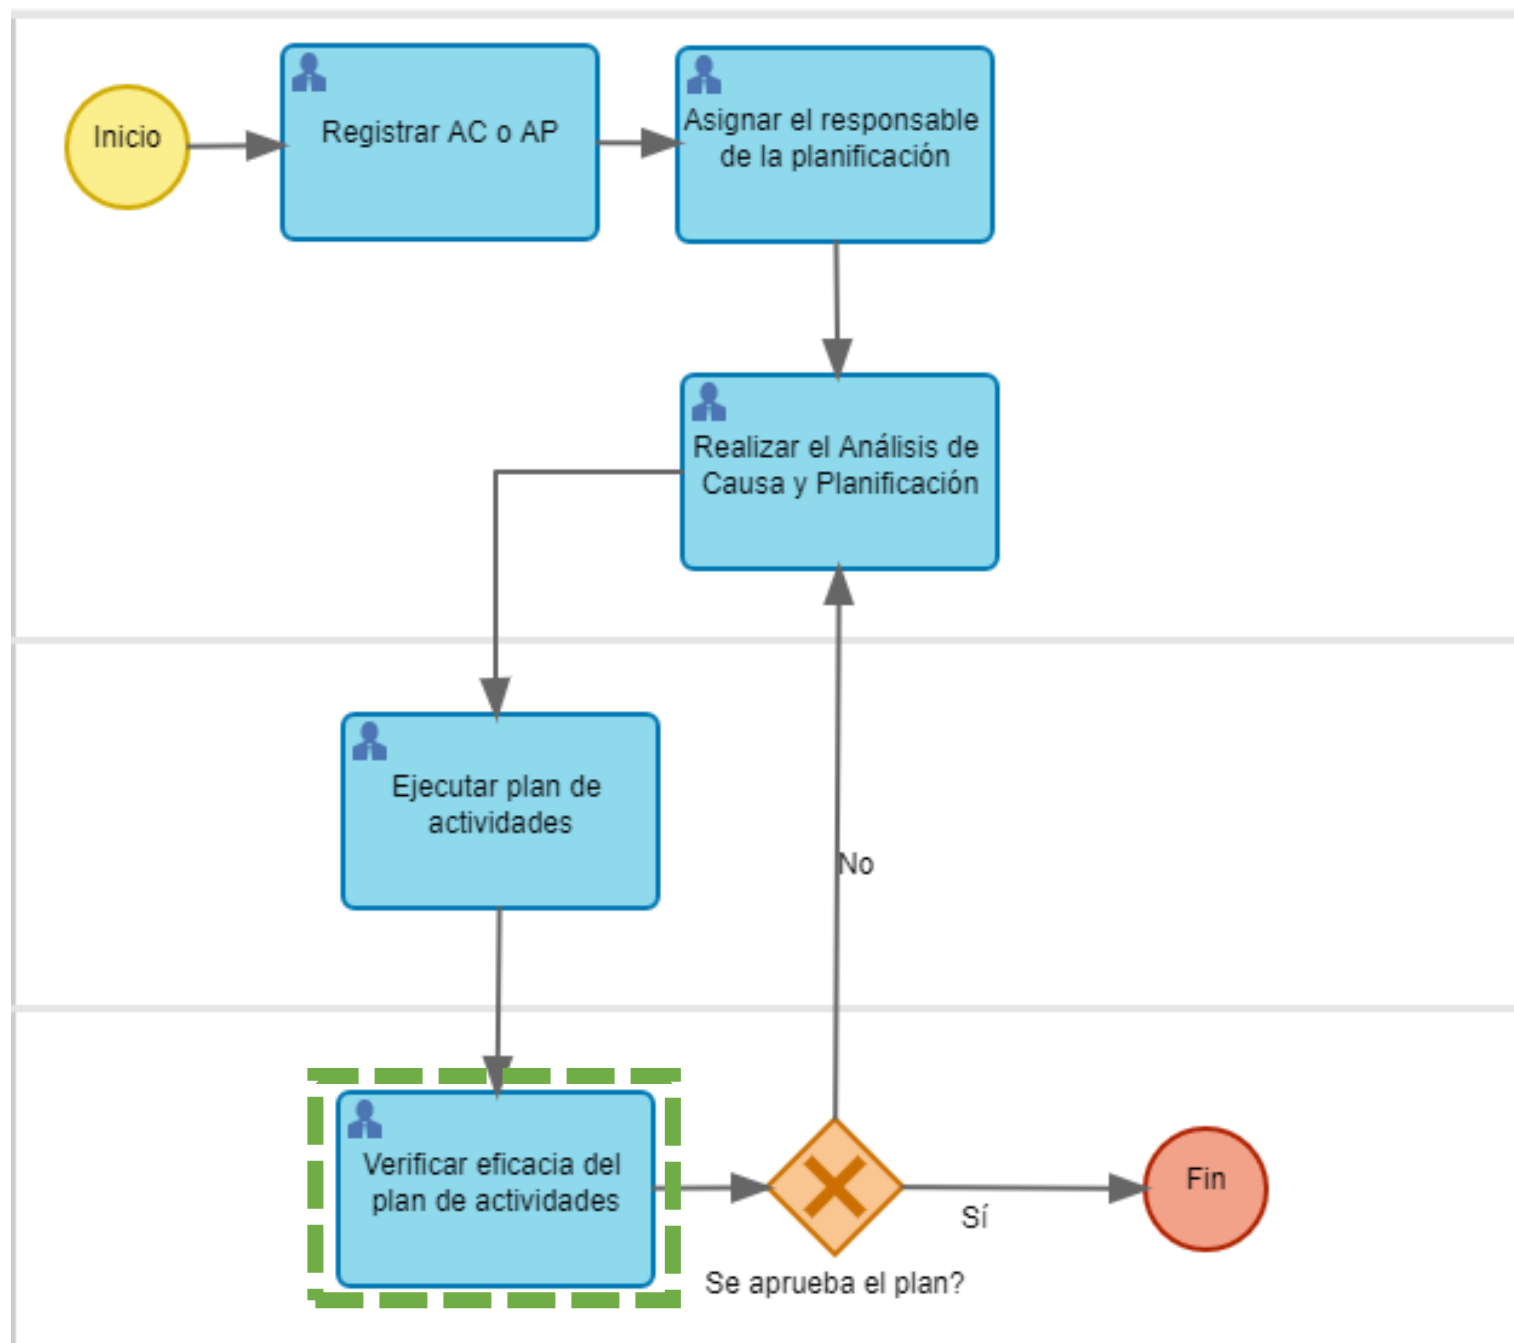 Inicio
Registrar AC o AP
Asignar el responsable
de la planificación
Realizar el Análisis de
Causa y Planificación
Ejecutar plan de
actividades
No
Verificar eficacia del
plan de actividades
Se aprueba el plan?
Sí
Fin